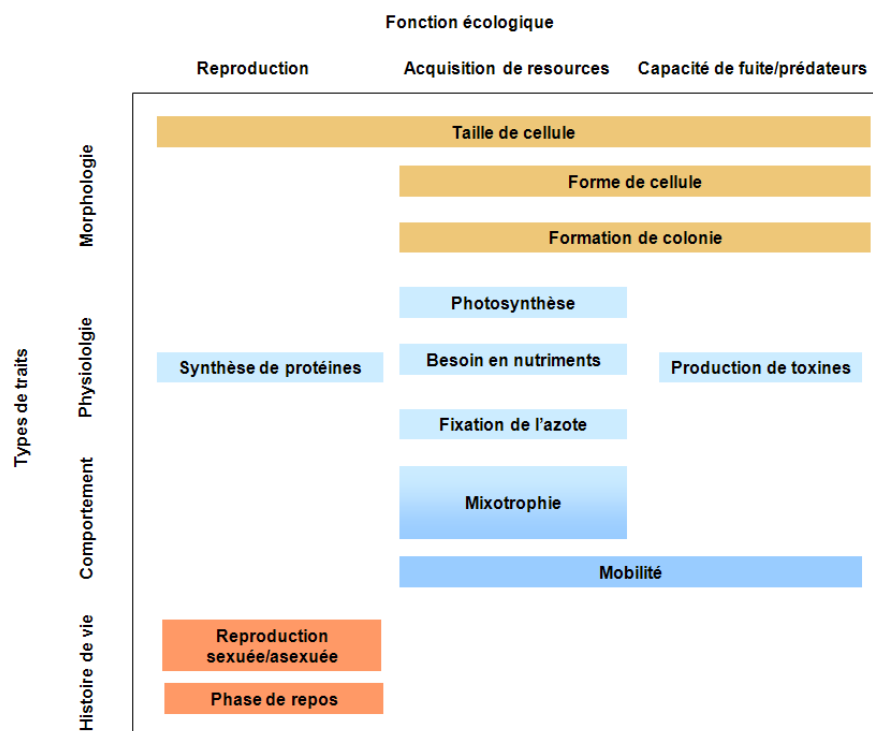 Fonction écologique
Reproduction
Acquisition de resources
Capacité de fuite/prédateurs
Types de traits
Morphologie
Taille de cellule
Forme de cellule
Formation de colonie
Physiololgie
Photosynthèse
Synthèse de protéines
Besoin en nutriments
Production de toxines
Fixation de l'azote
Comportement
Mixotrophie
Mobilité
Histoire de vie
Reproduction
sexuée/asexuée
Phase de repos